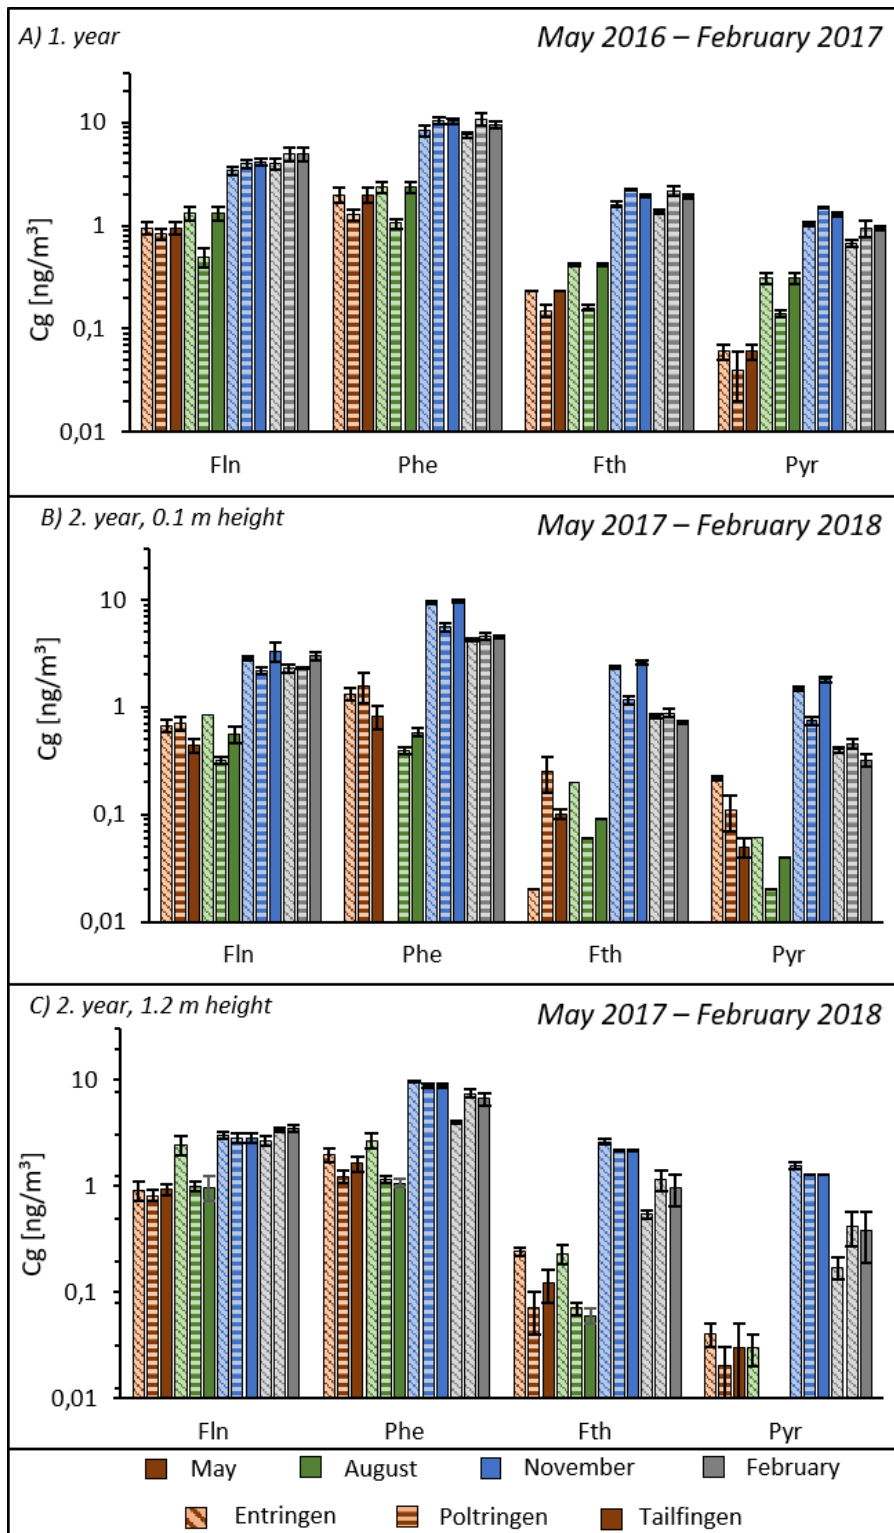 A) 1. year
May 2016 – February 2017
Cg [ng/m³]
10
1
0,1
0,01
Fln Phe Fth Pyr
B) 2. year, 0.1 m height
May 2017 – February 2018
Cg [ng/m³]
10
1
0,1
0,01
Fln Phe Fth Pyr
C) 2. year, 1.2 m height
May 2017 – February 2018
Cg [ng/m³]
10
1
0,1
0,01
Fln Phe Fth Pyr
May August November February
Entringen Poltringen Tailfingen